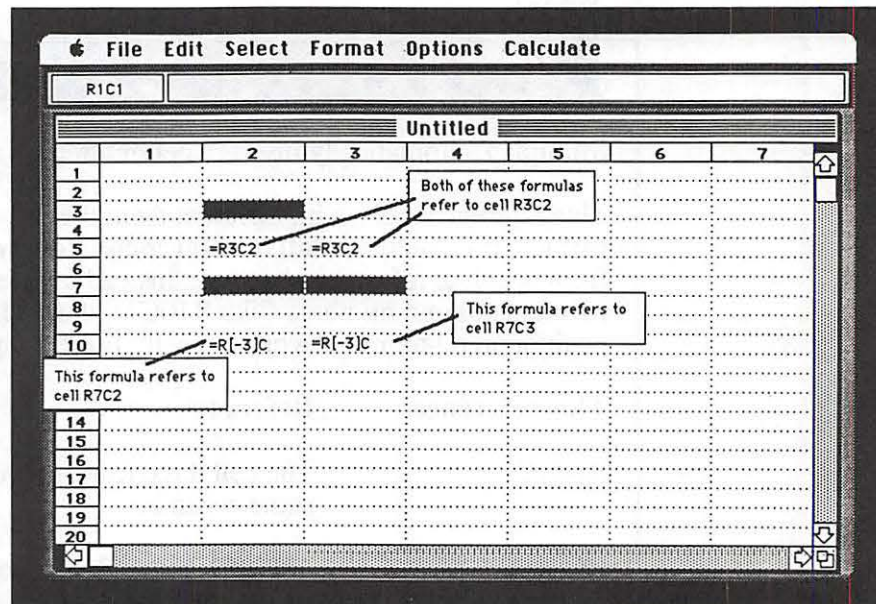 File Edit Select Format Options Calculate
R1C1
Untitled
1 2 3 4 5 6 7
1
2
Both of these formulas
3
refer to cell R3C2
4
5 =R3C2 =R3C2
6
7
8
This formula refers to
9
cell R7C3
10 =R[-3]C =R[-3]C
This formula refers to
cell R7C2
14
15
16
17
18
19
20